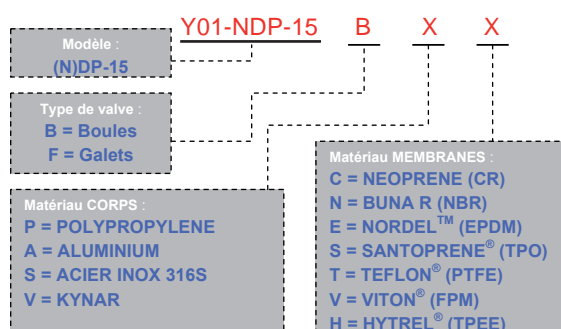 Y01-NDP-15 B X X
Modèle :
(N)DP-15
Type de valve :
B = Boules
F = Galets
Matériau CORPS :
P = POLYPROPYLENE
A = ALUMINIUM
S = ACIER INOX 316S
V = KYNAR
Matériau MEMBRANES :
C = NEOPRENE (CR)
N = BUNA R (NBR)
E = NORDEL™ (EPDM)
S = SANTOPRENE® (TPO)
T = TEFLON® (PTFE)
V = VITON® (FPM)
H = HYTREL® (TPEE)